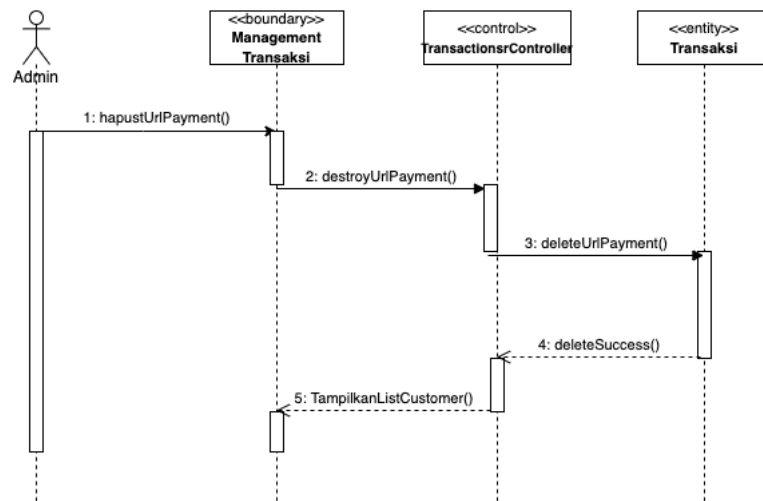 <<boundary>>
Management
Transaksi
<<control>>
TransactionsrController
<<entity>>
Transaksi
Admin
1: hapustUrlPayment()
2: destroyUrlPayment()
3: deleteUrlPayment()
4: deleteSuccess()
5: TampilkanListCustomer()